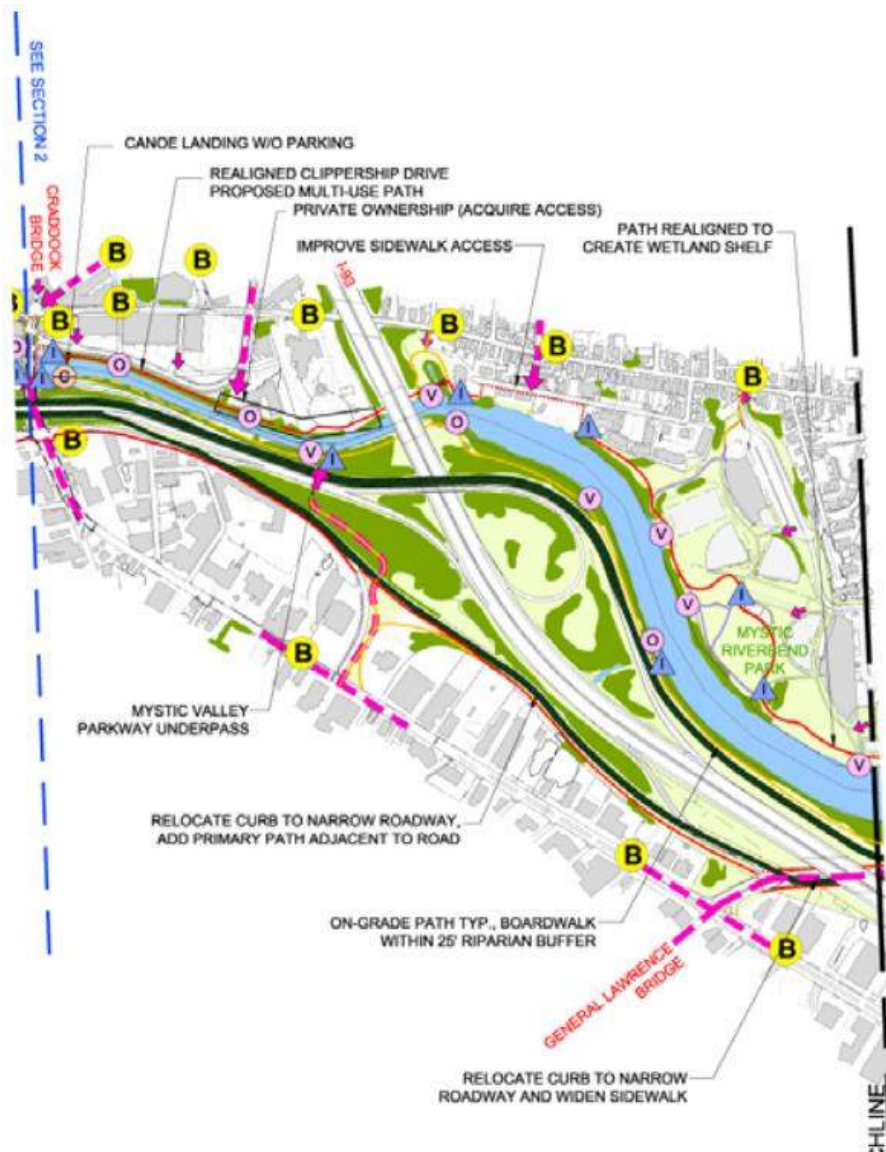 SEE SECTION 2
CRADDOCK
BRIDGE
CANOE LANDING W/O PARKING
REALIGNED CLIPPERSHIP DRIVE
PROPOSED MULTI-USE PATH
PRIVATE OWNERSHIP (ACQUIRE ACCESS)
IMPROVE SIDEWALK ACCESS
PATH REALIGNED TO
CREATE WETLAND SHELF
I-93
B
B
B
B
B
B
B
B
B
B
B
B
O
I
I
C
O
O
V
I
V
I
O
I
V
V
V
I
O
I
I
V
MYSTIC
RIVERBEND
PARK
MYSTIC VALLEY
PARKWAY UNDERPASS
RELOCATE CURB TO NARROW ROADWAY,
ADD PRIMARY PATH ADJACENT TO ROAD
ON-GRADE PATH TYP., BOARDWALK
WITHIN 25' RIPARIAN BUFFER
GENERAL LAWRENCE
BRIDGE
RELOCATE CURB TO NARROW
ROADWAY AND WIDEN SIDEWALK